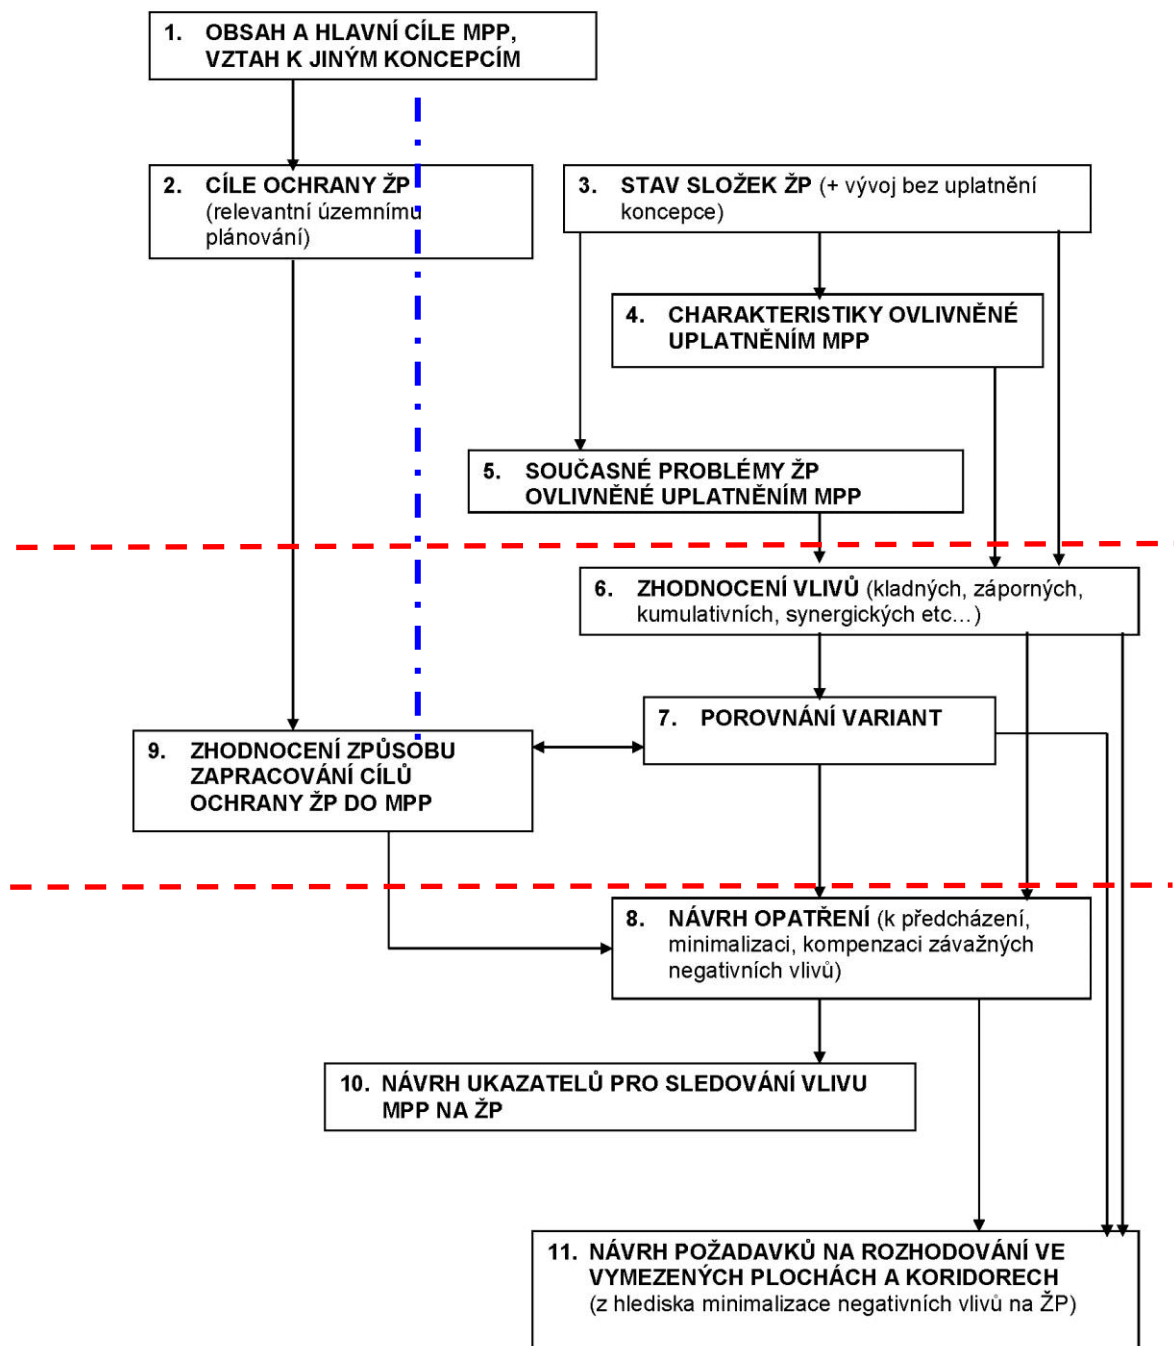 1. OBSAH A HLAVNÍ CÍLE MPP,
VZTAH K JINÝM KONCEPCÍM
2. CÍLE OCHRANY ŽP
(relevantní územnímu
plánování)
3. STAV SLOŽEK ŽP (+ vývoj bez uplatnění
koncepce)
4. CHARAKTERISTIKY OVLIVNĚNÉ
UPLATNĚNÍM MPP
5. SOUČASNÉ PROBLÉMY ŽP
OVLIVNĚNÉ UPLATNĚNÍM MPP
6. ZHODNOCENÍ VLIVŮ (kladných, záporných,
kumulativních, synergických etc…)
7. POROVNÁNÍ VARIANT
9. ZHODNOCENÍ ZPŮSOBU
ZAPRACOVÁNÍ CÍLŮ
OCHRANY ŽP DO MPP
8. NÁVRH OPATŘENÍ (k předcházení,
minimalizaci, kompenzaci závažných
negativních vlivů)
10. NÁVRH UKAZATELŮ PRO SLEDOVÁNÍ VLIVU
MPP NA ŽP
11. NÁVRH POŽADAVKŮ NA ROZHODOVÁNÍ VE
VYMEZENÝCH PLOCHÁCH A KORIDORECH
(z hlediska minimalizace negativních vlivů na ŽP)